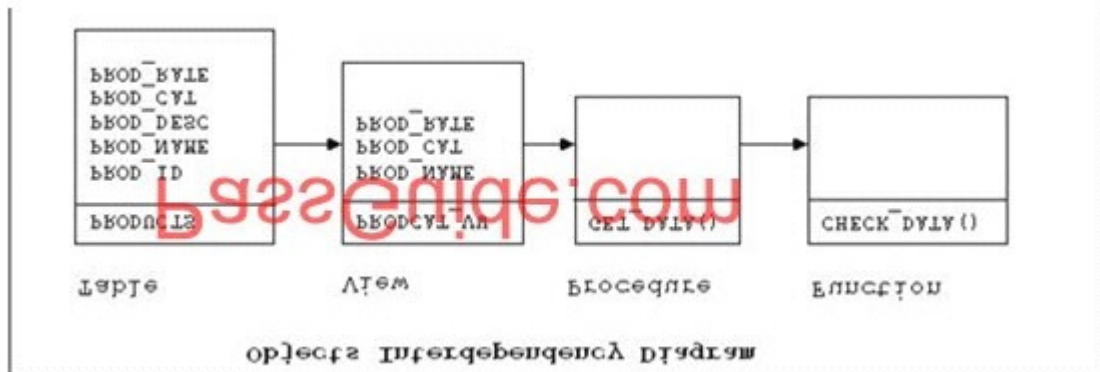 Objects Interdependency Diagram
Table
PRODUCTS
PROD_ID
PROD_NAME
PROD_DESC
PROD_CAT
PROD_RATE
View
PRODCAT_VW
PROD_NAME
PROD_CAT
PROD_RATE
Procedure
GET_DATA()
Function
CHECK_DATA()
PassGuide.com